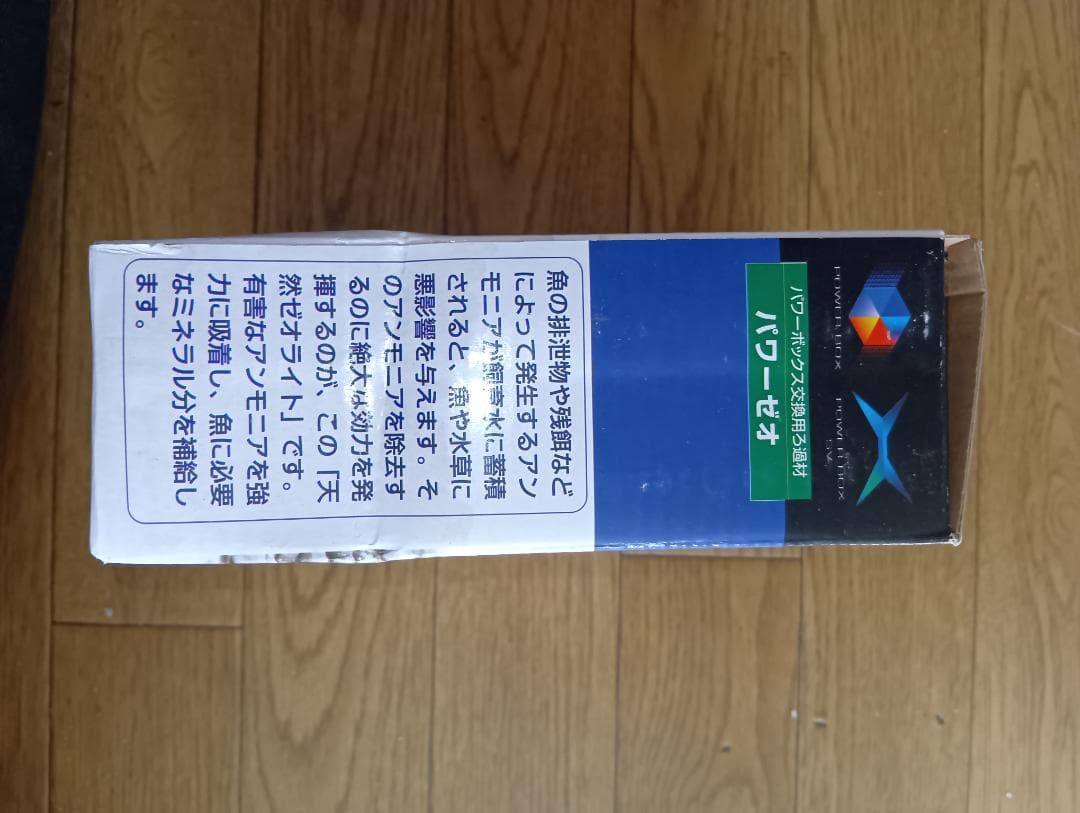 POWER BOX
POWER BOX
SV
パワーボックス交換用ろ過材
パワーゼオ
魚の排泄物や残餌など
によって発生するアン
モニアが飼育水に蓄積
されると、魚や水草に
悪影響を与えます。そ
のアンモニアを除去す
るのに絶大な効力を発
揮するのが、この「天
然ゼオライト」です。
有害なアンモニアを強
力に吸着し、魚に必要
なミネラル分を補給し
ます。